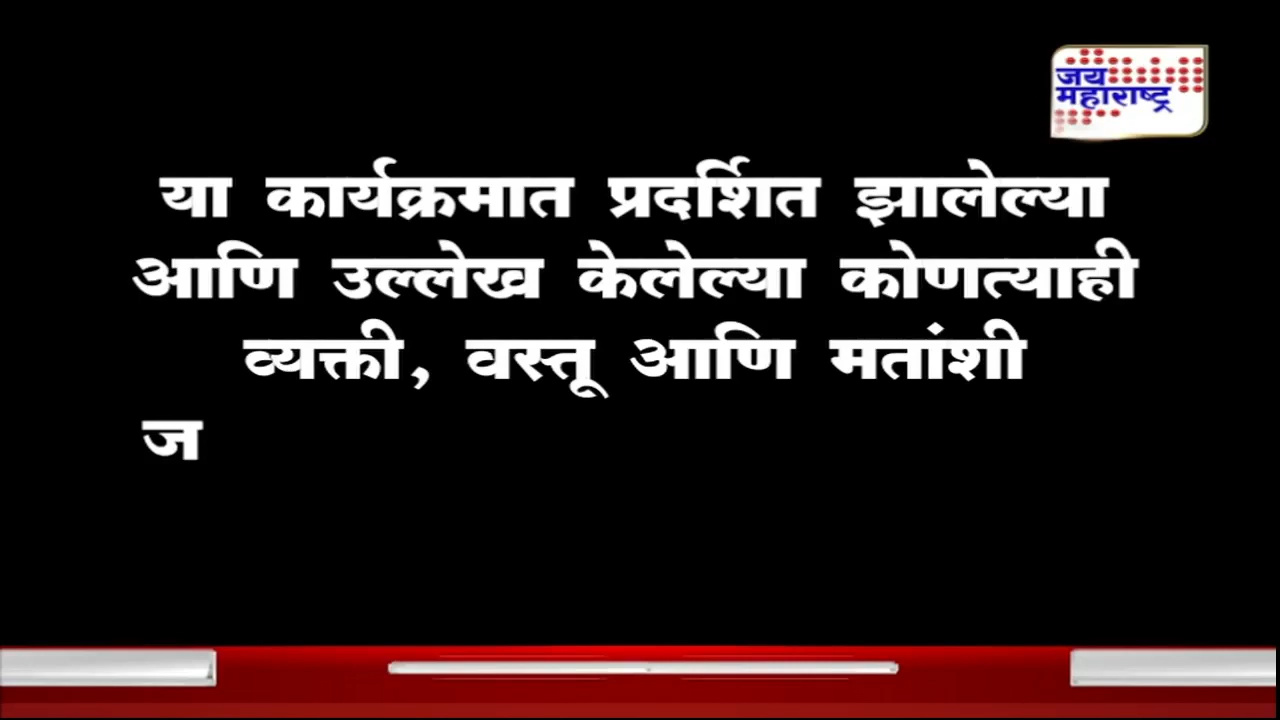 जय
महाराष्ट्र
या कार्यक्रमात प्रदर्शित झालेल्या
आणि उल्लेख केलेल्या कोणत्याही
व्यक्ती, वस्तू आणि मतांशी
ज